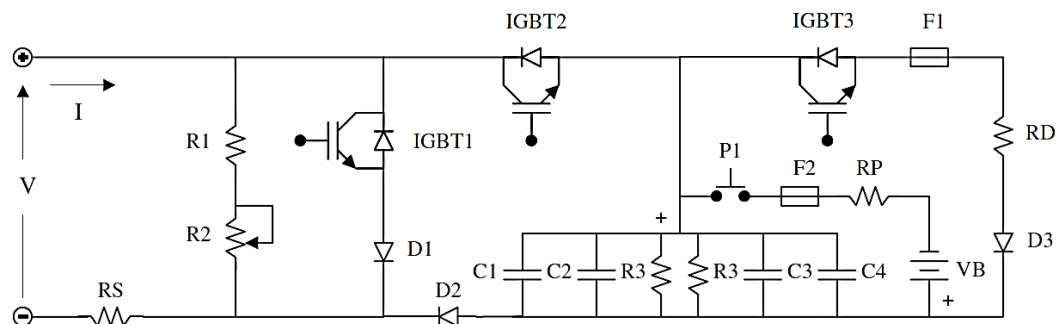 IGBT2
IGBT3
F1
I
R1
IGBT1
RD
P1
F2
RP
V
R2
D1
+
D3
C1
C2
R3
R3
C3
C4
VB
RS
D2
+